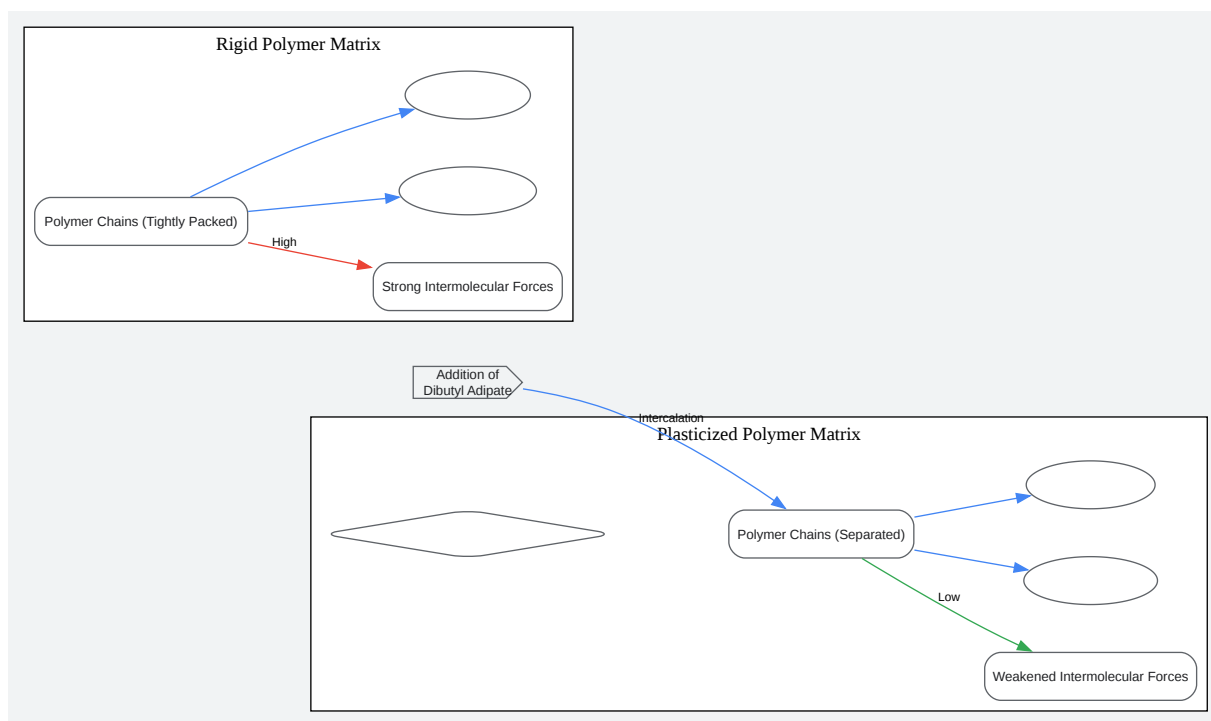 Rigid Polymer Matrix
Polymer Chains (Tightly Packed)
High
Strong Intermolecular Forces
Addition of
Dibutyl Adipate
Intercalation
Plasticized Polymer Matrix
Polymer Chains (Separated)
Low
Weakened Intermolecular Forces